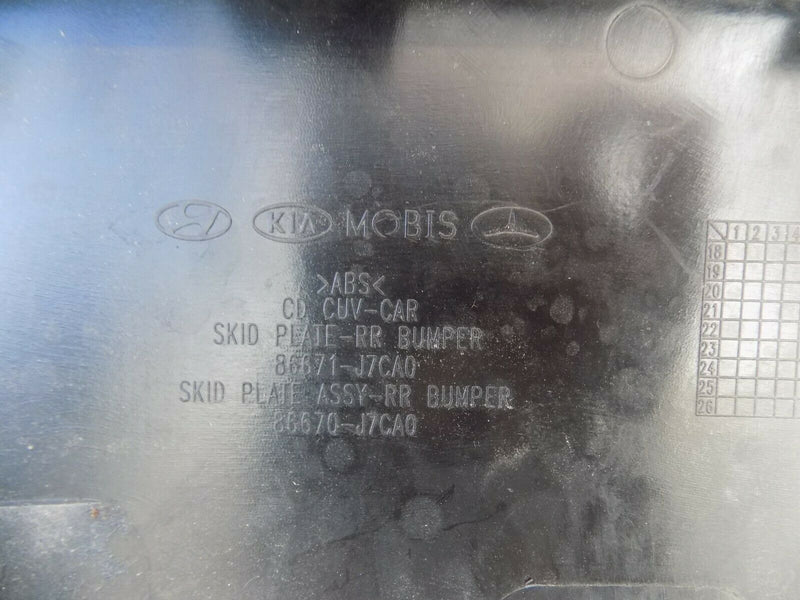 KIA MOBIS
>ABS<
CD CUV-CAR
SKID PLATE-RR BUMPER
86671-J7CA0
SKID PLATE ASSY-RR BUMPER
86670-J7CA0
1 2 3 4
18
19
20
21
22
23
24
25
26